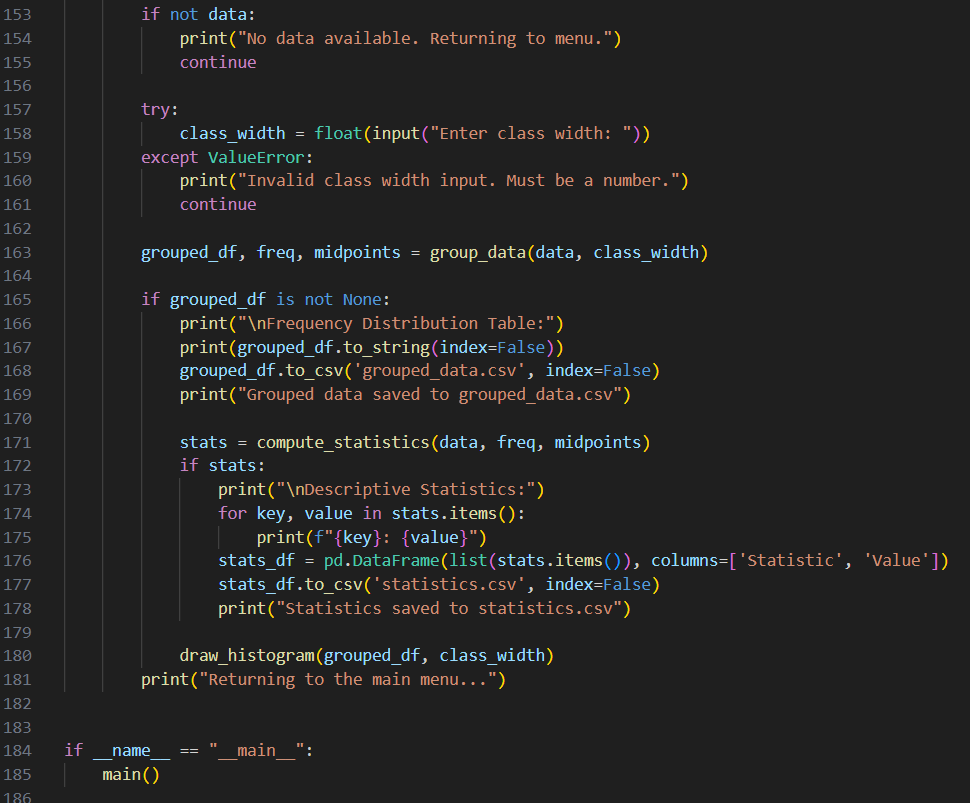 153 if not data:
154 print("No data available. Returning to menu.")
155 continue
156
157 try:
158 class_width = float(input("Enter class width: "))
159 except ValueError:
160 print("Invalid class width input. Must be a number.")
161 continue
162
163 grouped_df, freq, midpoints = group_data(data, class_width)
164
165 if grouped_df is not None:
166 print("\nFrequency Distribution Table:")
167 print(grouped_df.to_string(index=False))
168 grouped_df.to_csv('grouped_data.csv', index=False)
169 print("Grouped data saved to grouped_data.csv")
170
171 stats = compute_statistics(data, freq, midpoints)
172 if stats:
173 print("\nDescriptive Statistics:")
174 for key, value in stats.items():
175 print(f"{key}: {value}")
176 stats_df = pd.DataFrame(list(stats.items()), columns=['Statistic', 'Value'])
177 stats_df.to_csv('statistics.csv', index=False)
178 print("Statistics saved to statistics.csv")
179
180 draw_histogram(grouped_df, class_width)
181 print("Returning to the main menu...")
182
183
184 if __name__ == "__main__":
185 main()
186